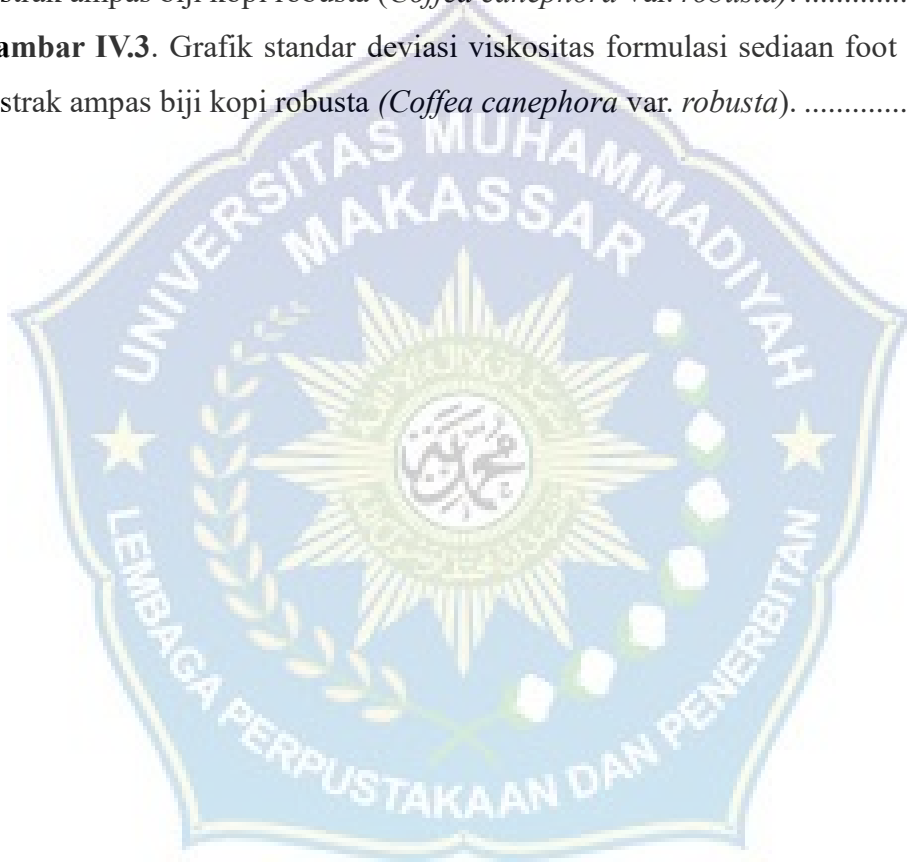 strak ampas biji kopi robusta (Coffea canephora var. robusta). ..............
ambar IV.3. Grafik standar deviasi viskositas formulasi sediaan foot
strak ampas biji kopi robusta (Coffea canephora var. robusta). ..............
UNIVERSITAS MUHAMMADIYAH
MAKASSAR
LEMBAGA PERPUSTAKAAN DAN PENERBITAN